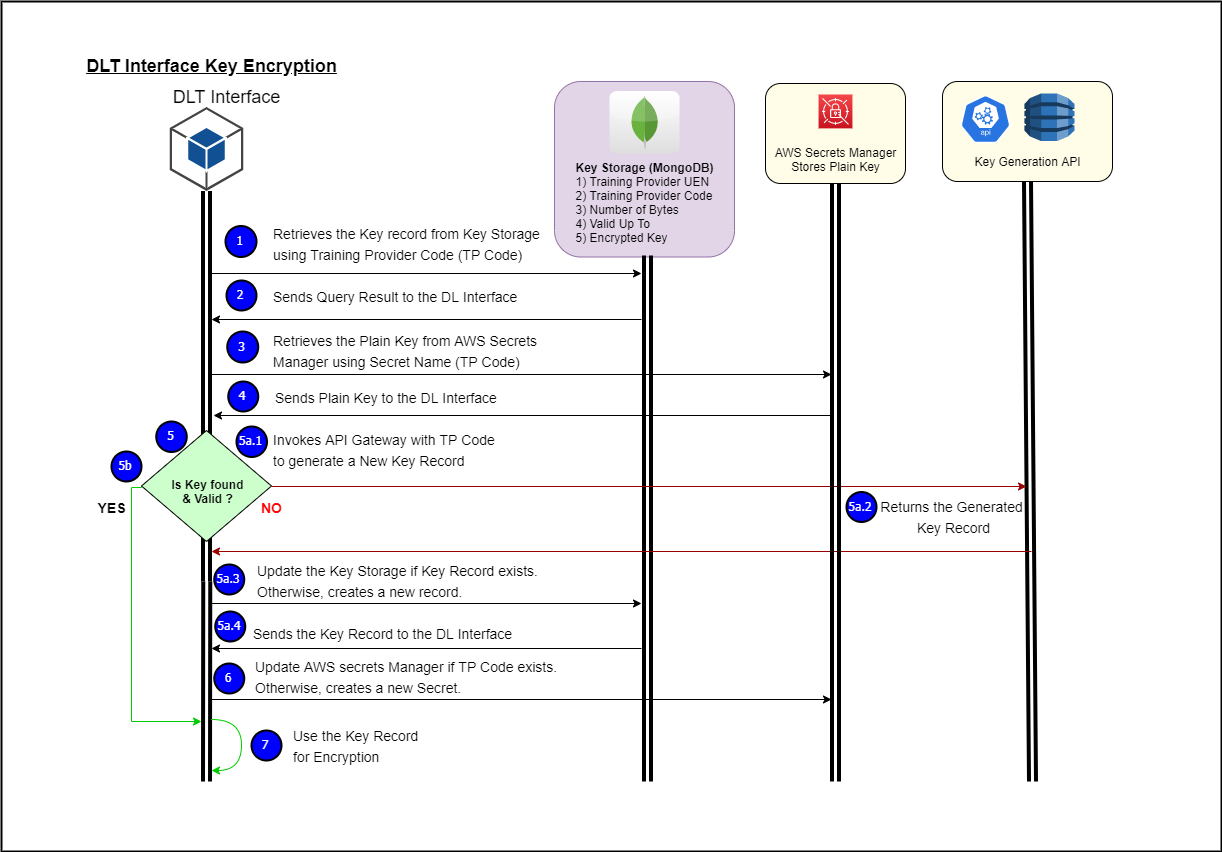 DLT Interface Key Encryption
DLT Interface
Key Storage (MongoDB)
1) Training Provider UEN
2) Training Provider Code
3) Number of Bytes
4) Valid Up To
5) Encrypted Key
AWS Secrets Manager
Stores Plain Key
api
Key Generation API
1
Retrieves the Key record from Key Storage
using Training Provider Code (TP Code)
2
Sends Query Result to the DL Interface
3
Retrieves the Plain Key from AWS Secrets
Manager using Secret Name (TP Code)
4
Sends Plain Key to the DL Interface
5
5a.1
Invokes API Gateway with TP Code
to generate a New Key Record
5b
Is Key found
& Valid ?
YES
NO
5a.2
Returns the Generated
Key Record
5a.3
Update the Key Storage if Key Record exists.
Otherwise, creates a new record.
5a.4
Sends the Key Record to the DL Interface
6
Update AWS secrets Manager if TP Code exists.
Otherwise, creates a new Secret.
7
Use the Key Record
for Encryption